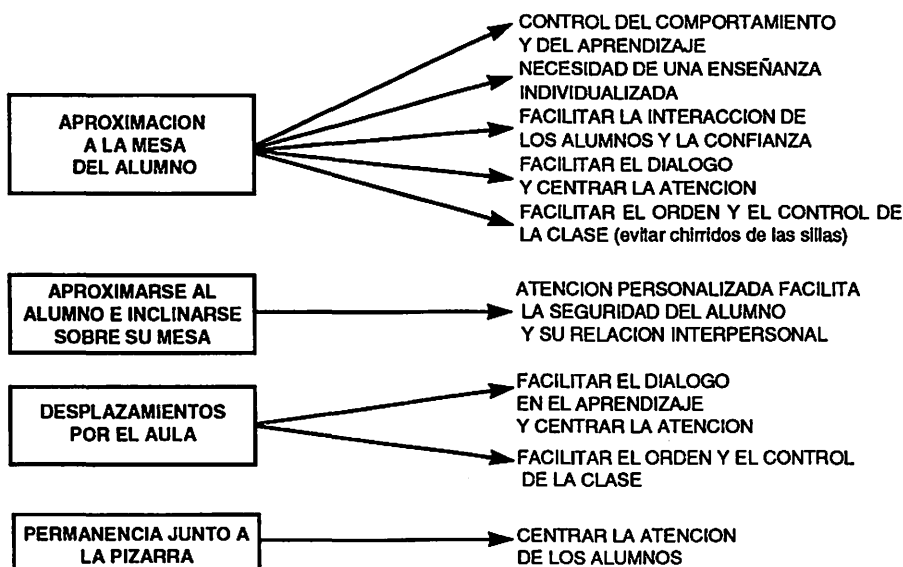 APROXIMACION
A LA MESA
DEL ALUMNO
CONTROL DEL COMPORTAMIENTO
Y DEL APRENDIZAJE
NECESIDAD DE UNA ENSEÑANZA
INDIVIDUALIZADA
FACILITAR LA INTERACCION DE
LOS ALUMNOS Y LA CONFIANZA
FACILITAR EL DIALOGO
Y CENTRAR LA ATENCION
FACILITAR EL ORDEN Y EL CONTROL DE
LA CLASE (evitar chirridos de las sillas)
APROXIMARSE AL
ALUMNO E INCLINARSE
SOBRE SU MESA
ATENCION PERSONALIZADA FACILITA
LA SEGURIDAD DEL ALUMNO
Y SU RELACION INTERPERSONAL
DESPLAZAMIENTOS
POR EL AULA
FACILITAR EL DIALOGO
EN EL APRENDIZAJE
Y CENTRAR LA ATENCION
FACILITAR EL ORDEN Y EL CONTROL
DE LA CLASE
PERMANENCIA JUNTO A
LA PIZARRA
CENTRAR LA ATENCION
DE LOS ALUMNOS